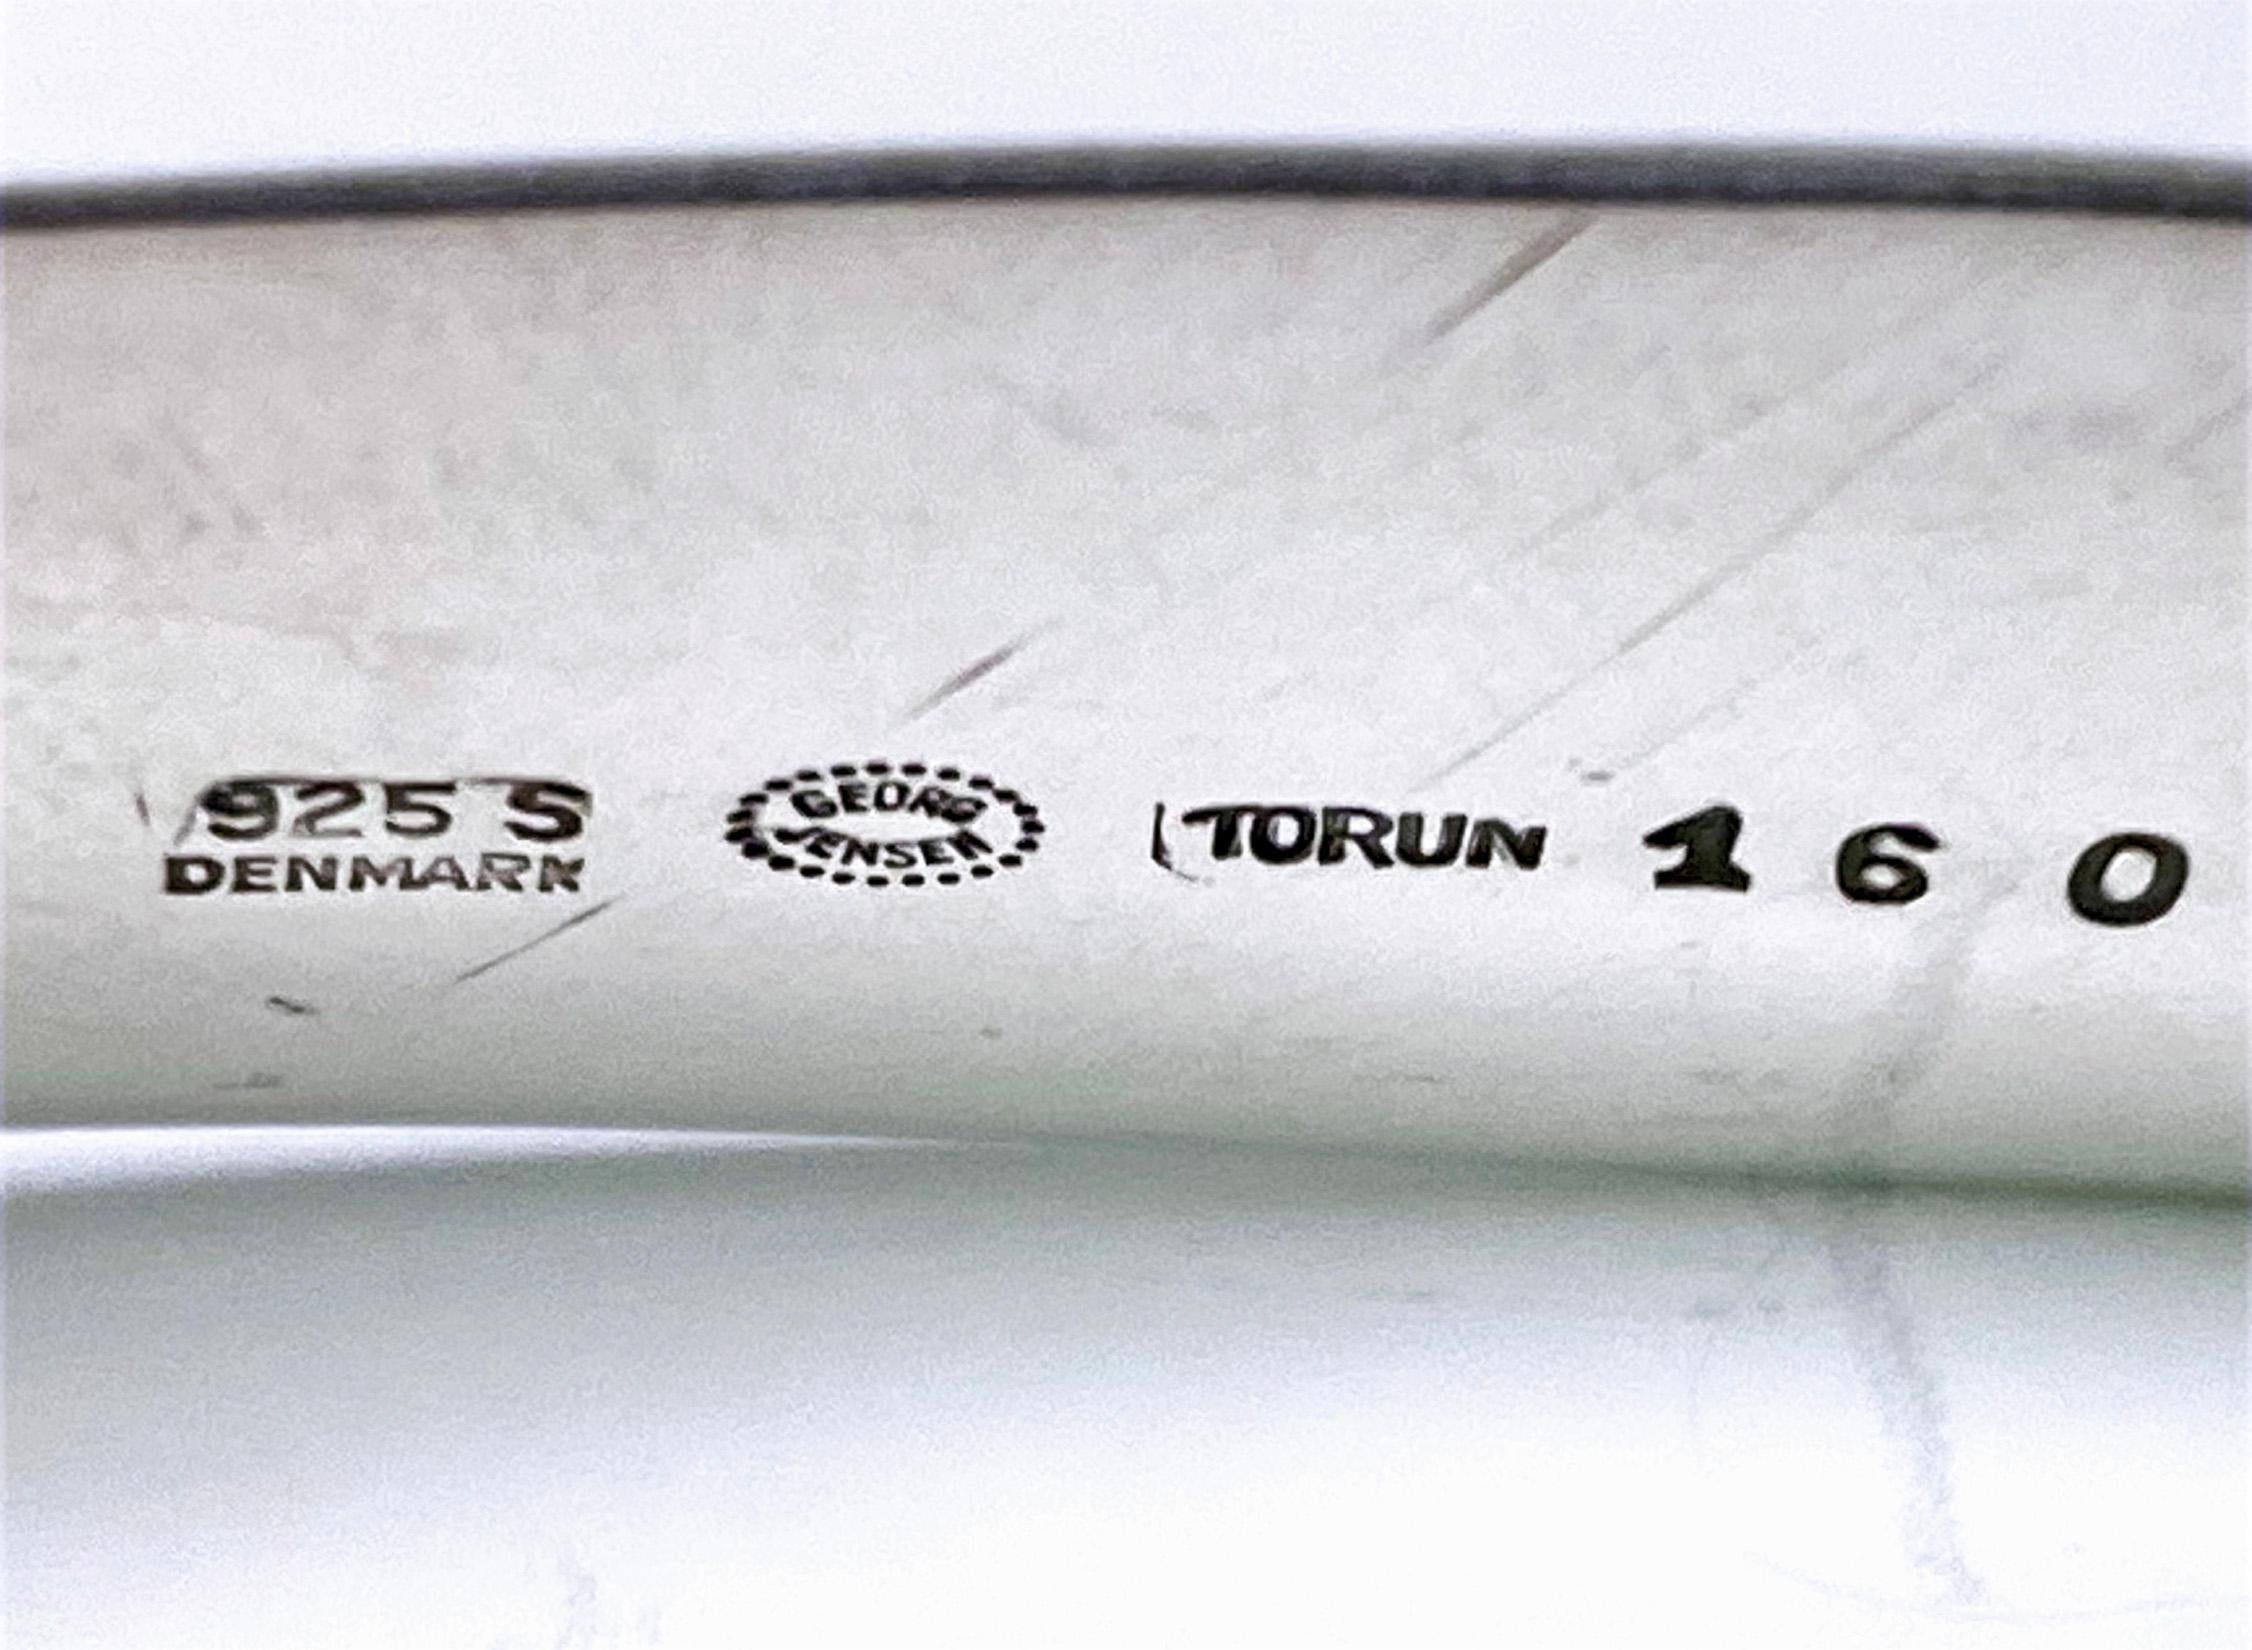 925 S
DENMARK
GEORG
JENSEN
TORUN
160